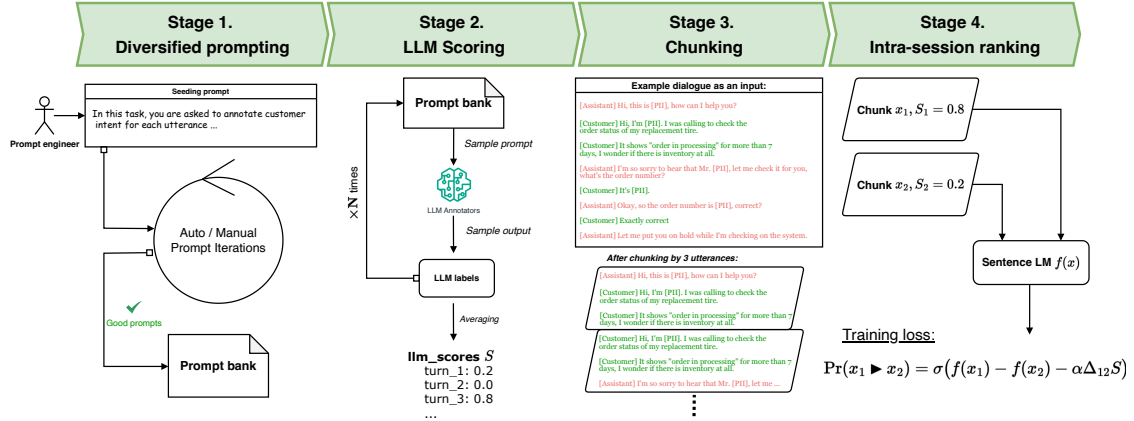 Stage 1.
Diversified prompting
Stage 2.
LLM Scoring
Stage 3.
Chunking
Stage 4.
Intra-session ranking
Prompt engineer
Seeding prompt
In this task, you are asked to annotate customer
intent for each utterance ...
Auto / Manual
Prompt Iterations
Good prompts
Prompt bank
Prompt bank
Sample prompt
LLM Annotators
Sample output
LLM labels
×N times
Averaging
llm_scores S
turn_1: 0.2
turn_2: 0.0
turn_3: 0.8
...
Example dialogue as an input:
[Assistant] Hi, this is [PII], how can I help you?
[Customer] Hi, I'm [PII]. I was calling to check the
order status of my replacement tire.
[Customer] It shows "order in processing" for more than 7
days, I wonder if there is inventory at all.
[Assistant] I'm so sorry to hear that Mr. [PII], let me check it for you,
what's the order number?
[Customer] It's [PII].
[Assistant] Okay, so the order number is [PII], correct?
[Customer] Exactly correct
[Assistant] Let me put you on hold while I'm checking on the system.
After chunking by 3 utterances:
[Assistant] Hi, this is [PII], how can I help you?
[Customer] Hi, I'm [PII]. I was calling to check the
order status of my replacement tire.
[Customer] It shows "order in processing" for more than 7
days, I wonder if there is inventory at all.
[Customer] Hi, I'm [PII]. I was calling to check the
order status of my replacement tire.
[Customer] It shows "order in processing" for more than 7
days, I wonder if there is inventory at all.
[Assistant] I'm so sorry to hear that Mr. [PII], let me ...
Chunk x₁, S₁ = 0.8
Chunk x₂, S₂ = 0.2
Sentence LM f(x)
Training loss:
Pr(x₁ ► x₂) = σ(f(x₁) − f(x₂) − αΔ₁₂S)